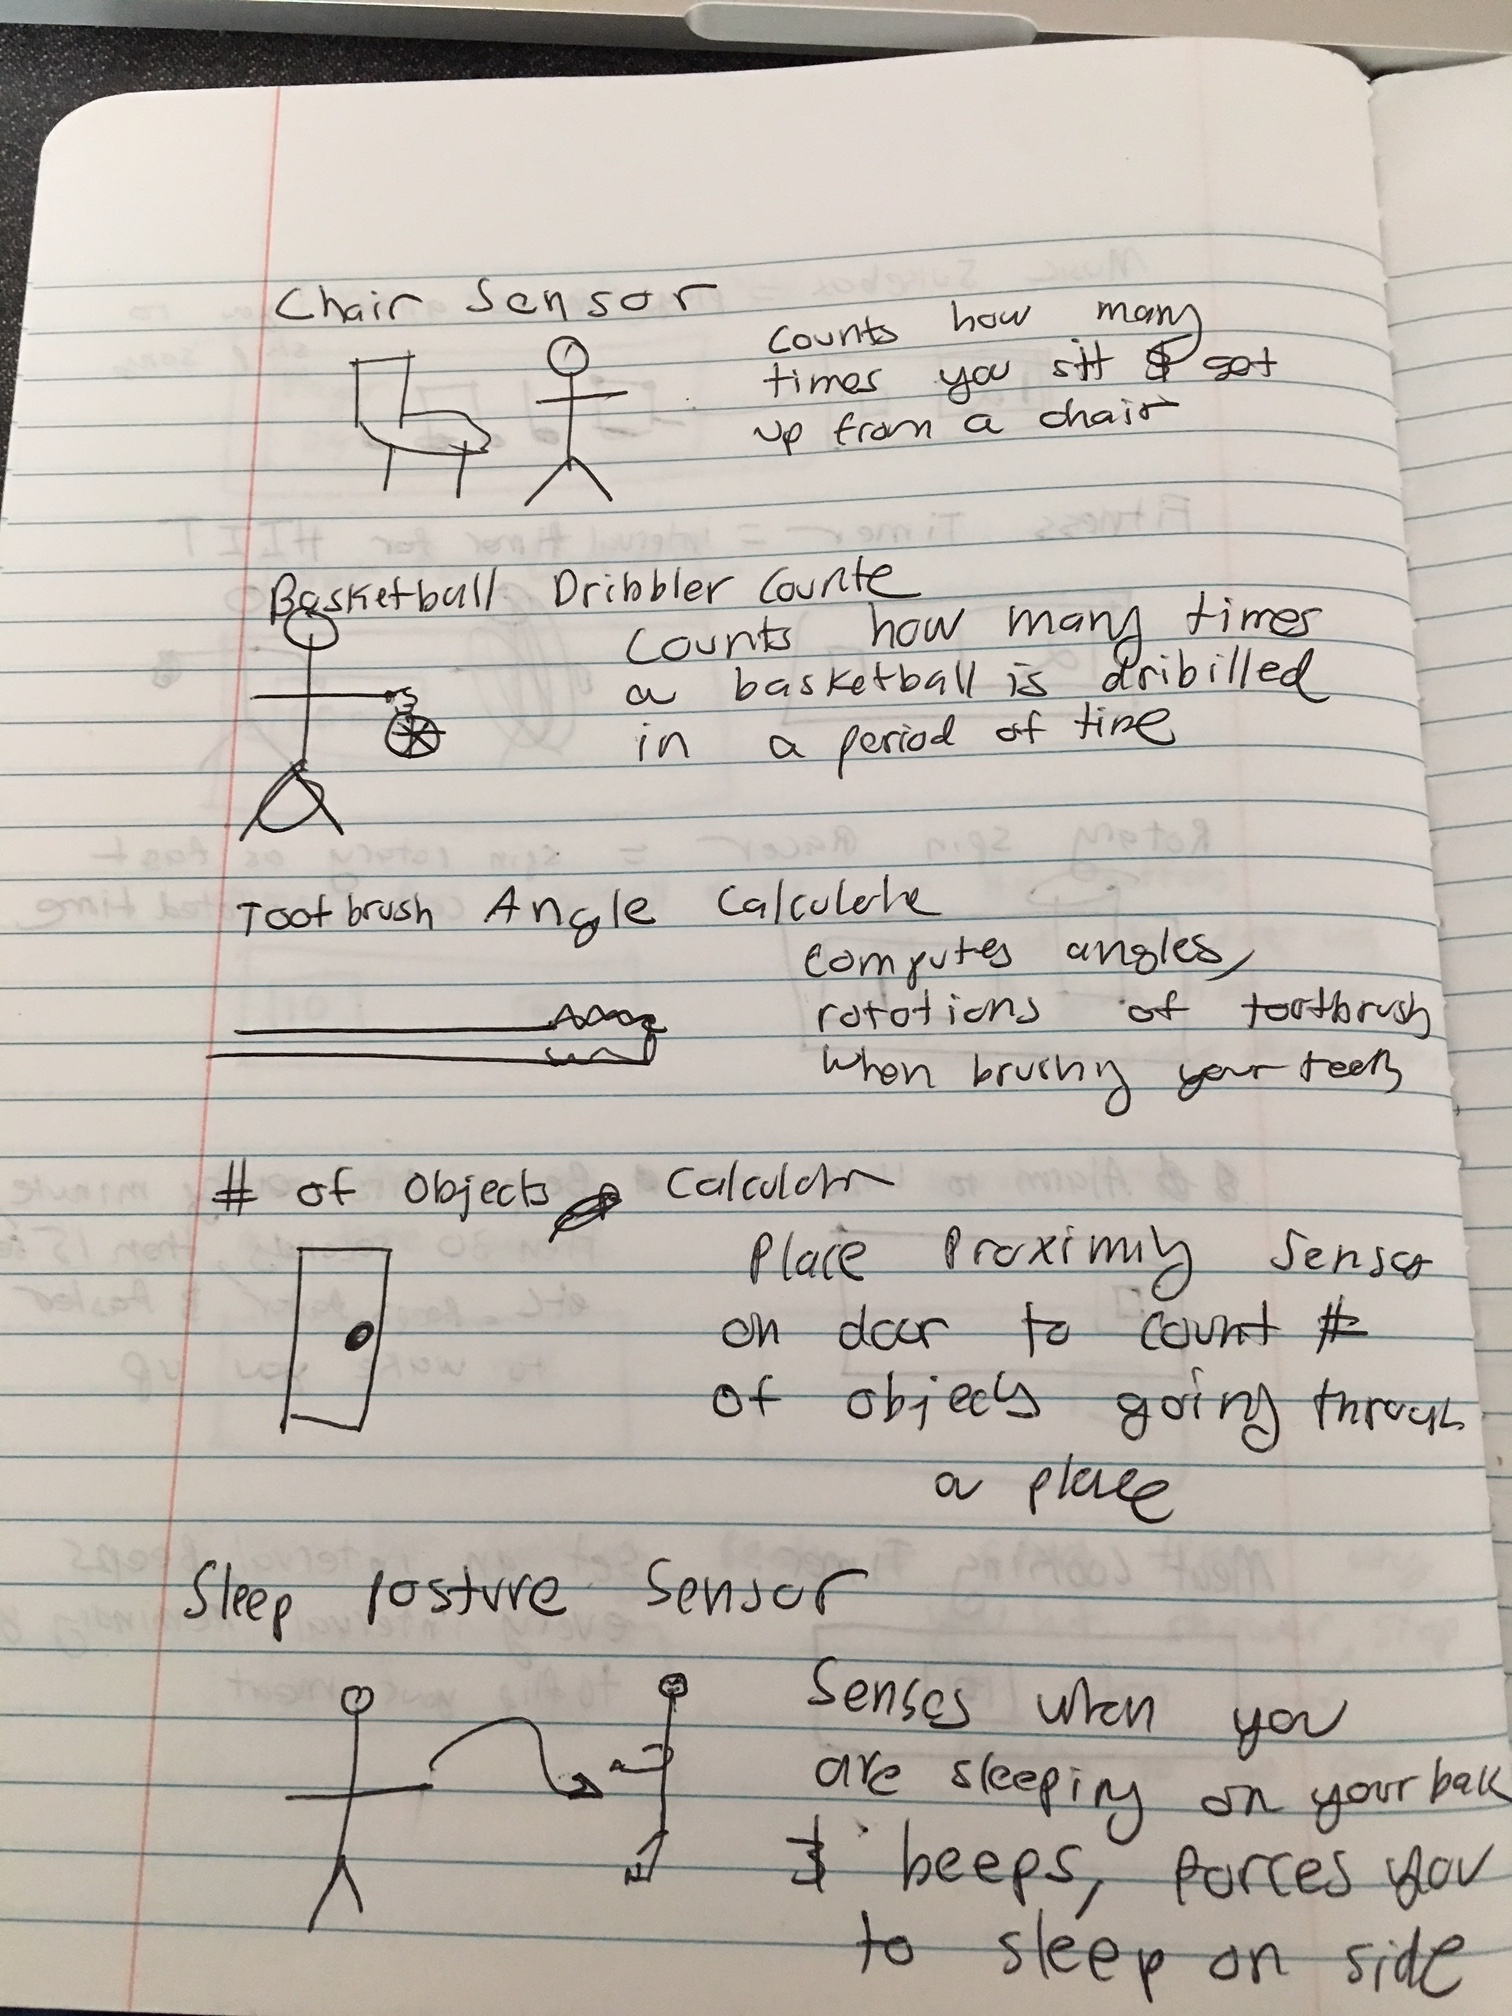 Chair Sensor
Counts how many
times you sit & get
up from a chair
Basketball Dribbler Counte
Counts how many times
a basketball is dribilled
in a period of time
Tootbrush Angle Calculate
Computes angles,
rotations of tootbrush
when brushing your teeth
# of Objects Calculator
Place Proximity Sensor
on door to count #
of objects going through
a place
Sleep Posture Sensor
Senses when you
are sleeping on your back
& beeps, forces you
to sleep on side